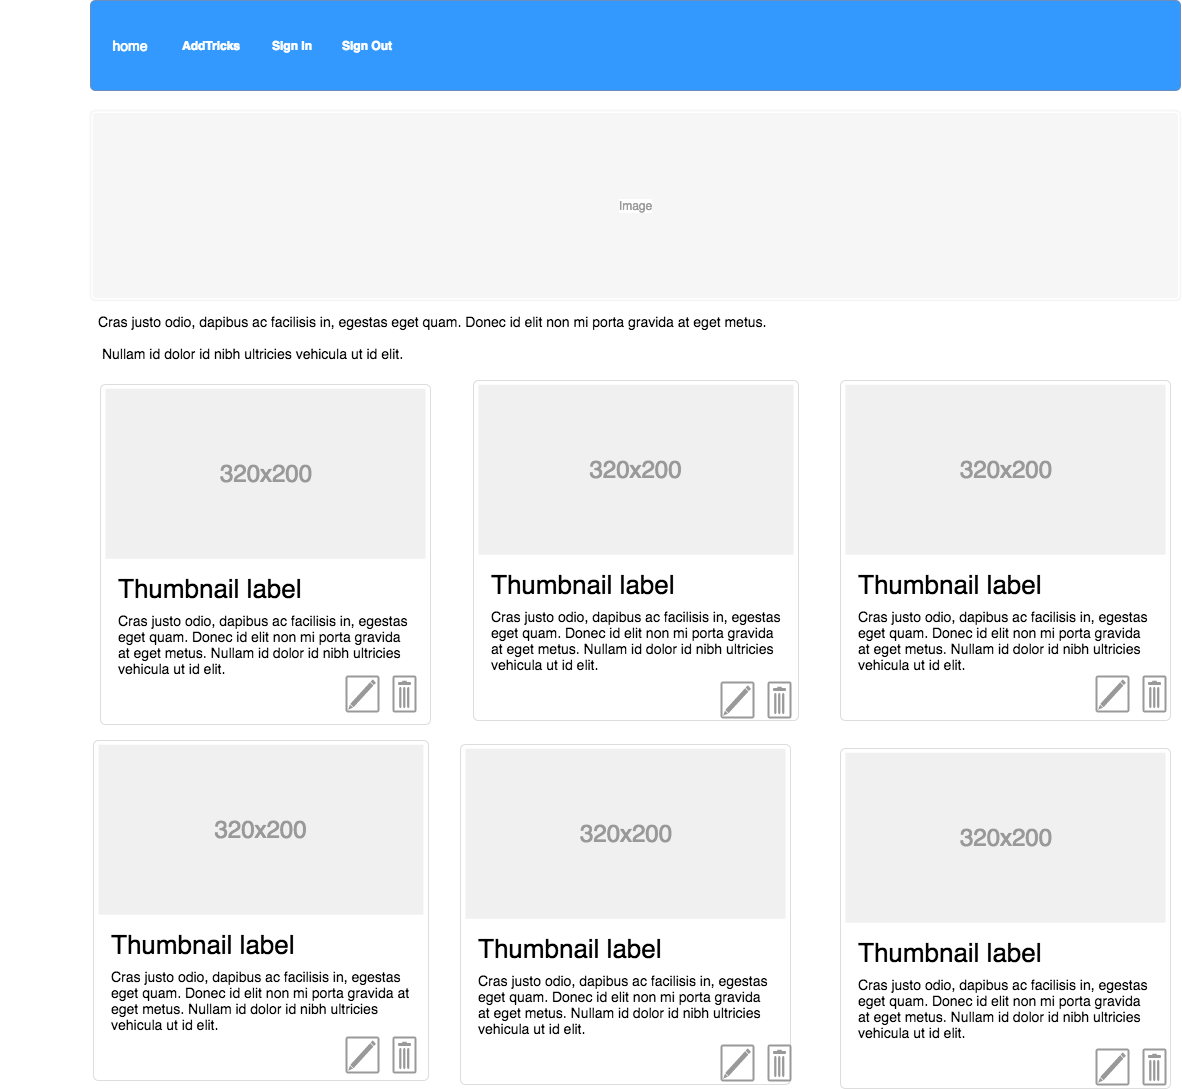 home AddTricks Sign in Sign Out
Image
Cras justo odio, dapibus ac facilisis in, egestas eget quam. Donec id elit non mi porta gravida at eget metus.
Nullam id dolor id nibh ultricies vehicula ut id elit.
320x200
Thumbnail label
Cras justo odio, dapibus ac facilisis in, egestas
eget quam. Donec id elit non mi porta gravida
at eget metus. Nullam id dolor id nibh ultricies
vehicula ut id elit.
320x200
Thumbnail label
Cras justo odio, dapibus ac facilisis in, egestas
eget quam. Donec id elit non mi porta gravida
at eget metus. Nullam id dolor id nibh ultricies
vehicula ut id elit.
320x200
Thumbnail label
Cras justo odio, dapibus ac facilisis in, egestas
eget quam. Donec id elit non mi porta gravida
at eget metus. Nullam id dolor id nibh ultricies
vehicula ut id elit.
320x200
Thumbnail label
Cras justo odio, dapibus ac facilisis in, egestas
eget quam. Donec id elit non mi porta gravida at
eget metus. Nullam id dolor id nibh ultricies
vehicula ut id elit.
320x200
Thumbnail label
Cras justo odio, dapibus ac facilisis in, egestas
eget quam. Donec id elit non mi porta gravida
at eget metus. Nullam id dolor id nibh ultricies
vehicula ut id elit.
320x200
Thumbnail label
Cras justo odio, dapibus ac facilisis in, egestas
eget quam. Donec id elit non mi porta gravida
at eget metus. Nullam id dolor id nibh ultricies
vehicula ut id elit.